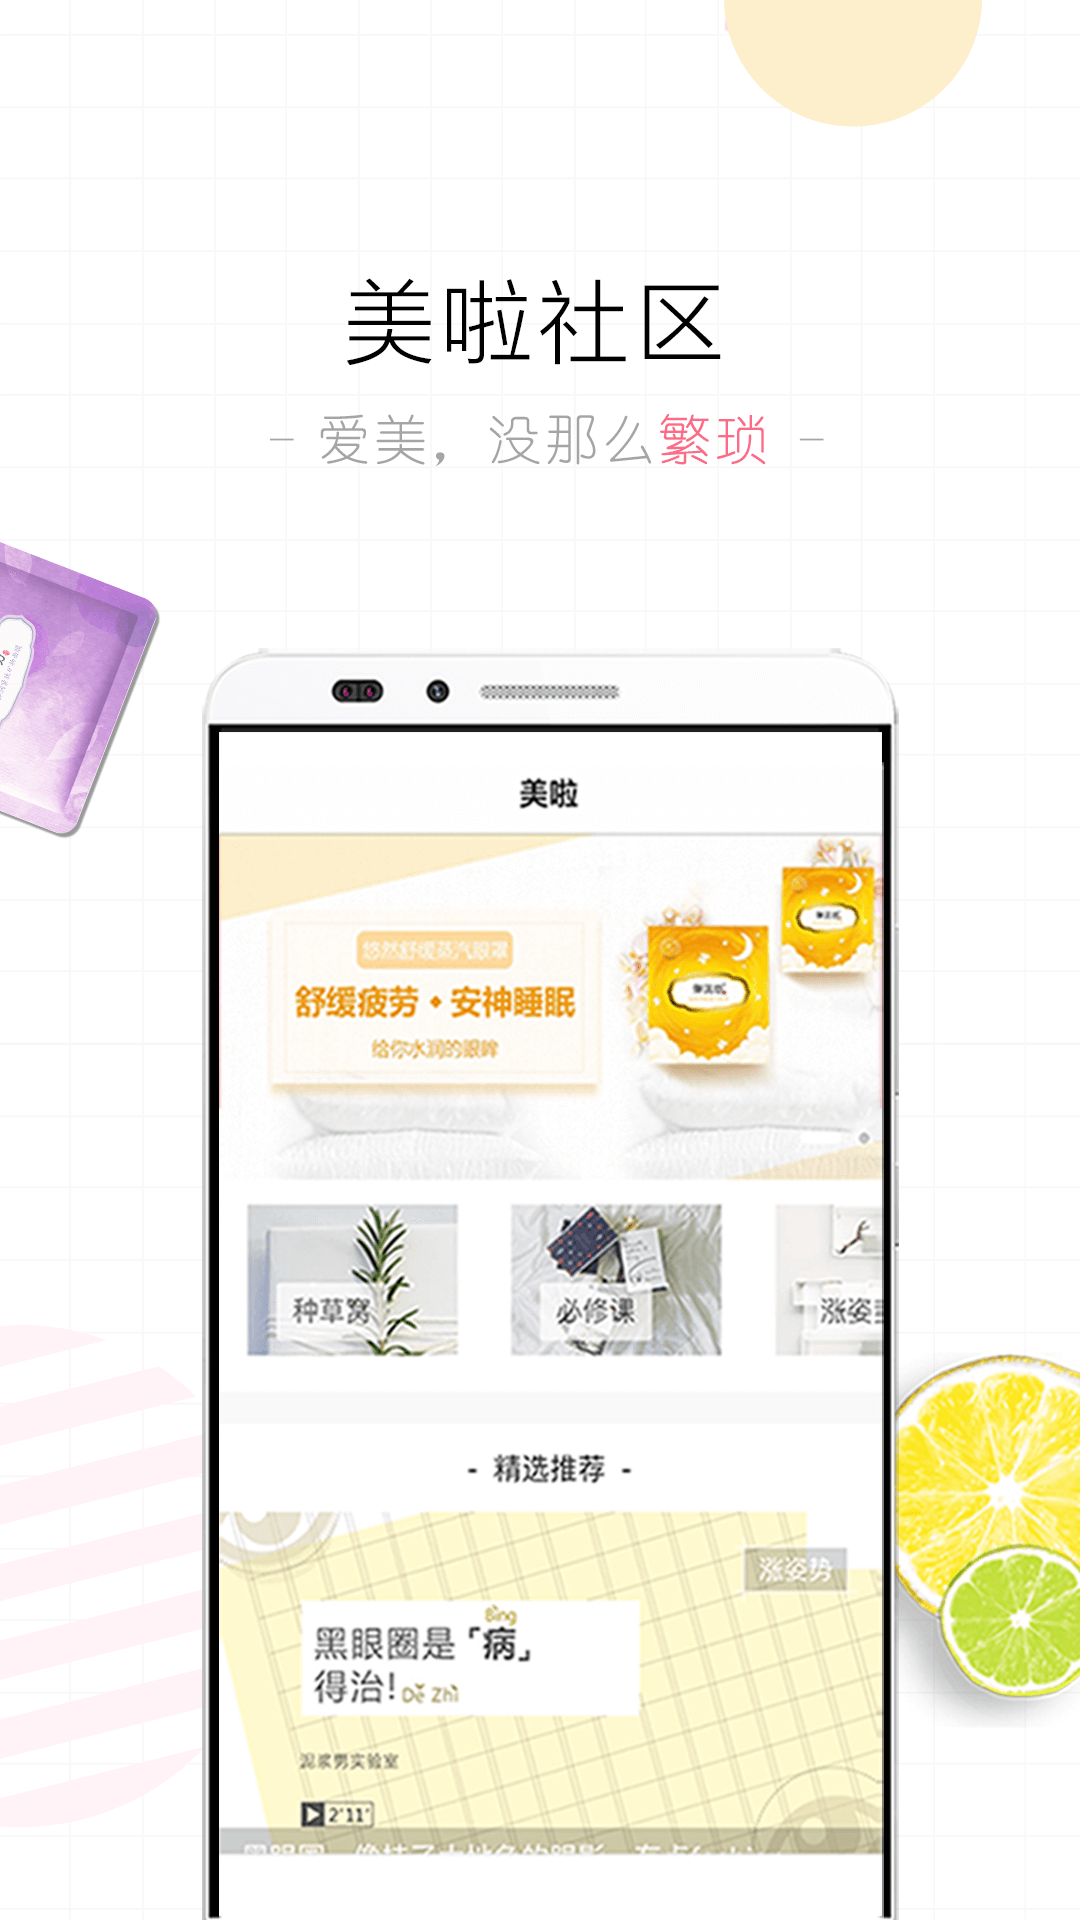 美啦社区
- 爱美，没那么繁琐 -
美啦
悠然舒缓蒸汽眼罩
舒缓疲劳·安神睡眠
给你水润的眼眸
种草窝
必修课
涨姿
- 精选推荐 -
涨姿势
Bìng
黑眼圈是「病」
得治! Dě Zhì
泥浆男实验室
2'11"